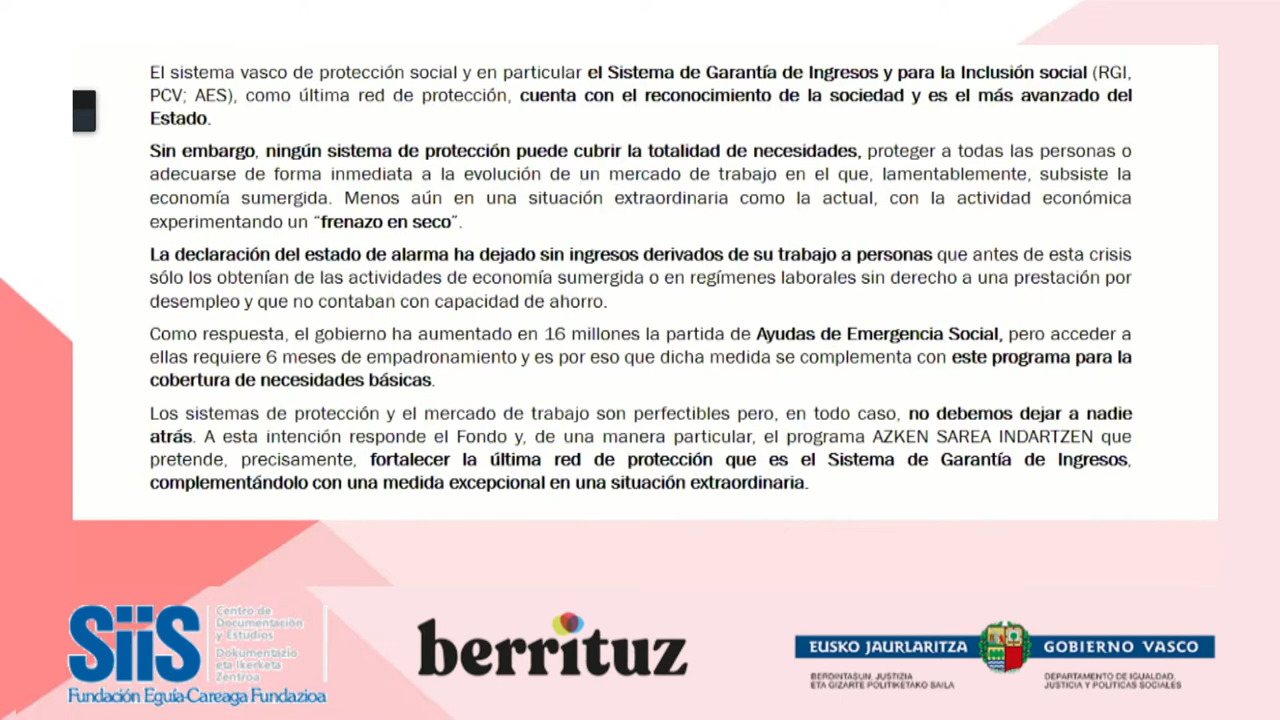 El sistema vasco de protección social y en particular el Sistema de Garantía de Ingresos y para la Inclusión social (RGI,
PCV; AES), como última red de protección, cuenta con el reconocimiento de la sociedad y es el más avanzado del
Estado.
Sin embargo, ningún sistema de protección puede cubrir la totalidad de necesidades, proteger a todas las personas o
adecuarse de forma inmediata a la evolución de un mercado de trabajo en el que, lamentablemente, subsiste la
economía sumergida. Menos aún en una situación extraordinaria como la actual, con la actividad económica
experimentando un “frenazo en seco”.
La declaración del estado de alarma ha dejado sin ingresos derivados de su trabajo a personas que antes de esta crisis
sólo los obtenían de las actividades de economía sumergida o en regímenes laborales sin derecho a una prestación por
desempleo y que no contaban con capacidad de ahorro.
Como respuesta, el gobierno ha aumentado en 16 millones la partida de Ayudas de Emergencia Social, pero acceder a
ellas requiere 6 meses de empadronamiento y es por eso que dicha medida se complementa con este programa para la
cobertura de necesidades básicas.
Los sistemas de protección y el mercado de trabajo son perfectibles pero, en todo caso, no debemos dejar a nadie
atrás. A esta intención responde el Fondo y, de una manera particular, el programa AZKEN SAREA INDARTZEN que
pretende, precisamente, fortalecer la última red de protección que es el Sistema de Garantía de Ingresos,
complementándolo con una medida excepcional en una situación extraordinaria.
SiiS
Centro de
Documentación
y Estudios
Dokumentazio
eta Ikerketa
Zentroa
Fundación Eguía-Careaga Fundazioa
berrituz
EUSKO JAURLARITZA
GOBIERNO VASCO
BERDINTASUN, JUSTIZIA
ETA GIZARTE POLITIKETAKO SAILA
DEPARTAMENTO DE IGUALDAD,
JUSTICIA Y POLÍTICAS SOCIALES